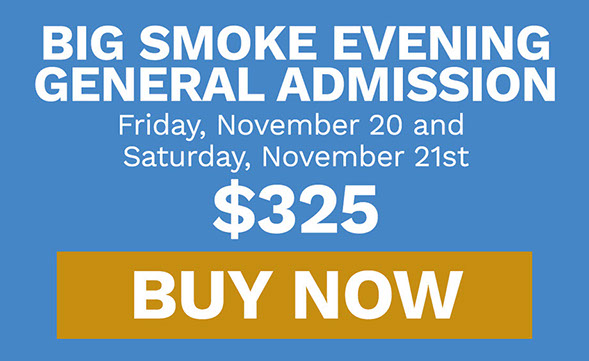 BIG SMOKE EVENING
GENERAL ADMISSION
Friday, November 20 and
Saturday, November 21st
$325
BUY NOW